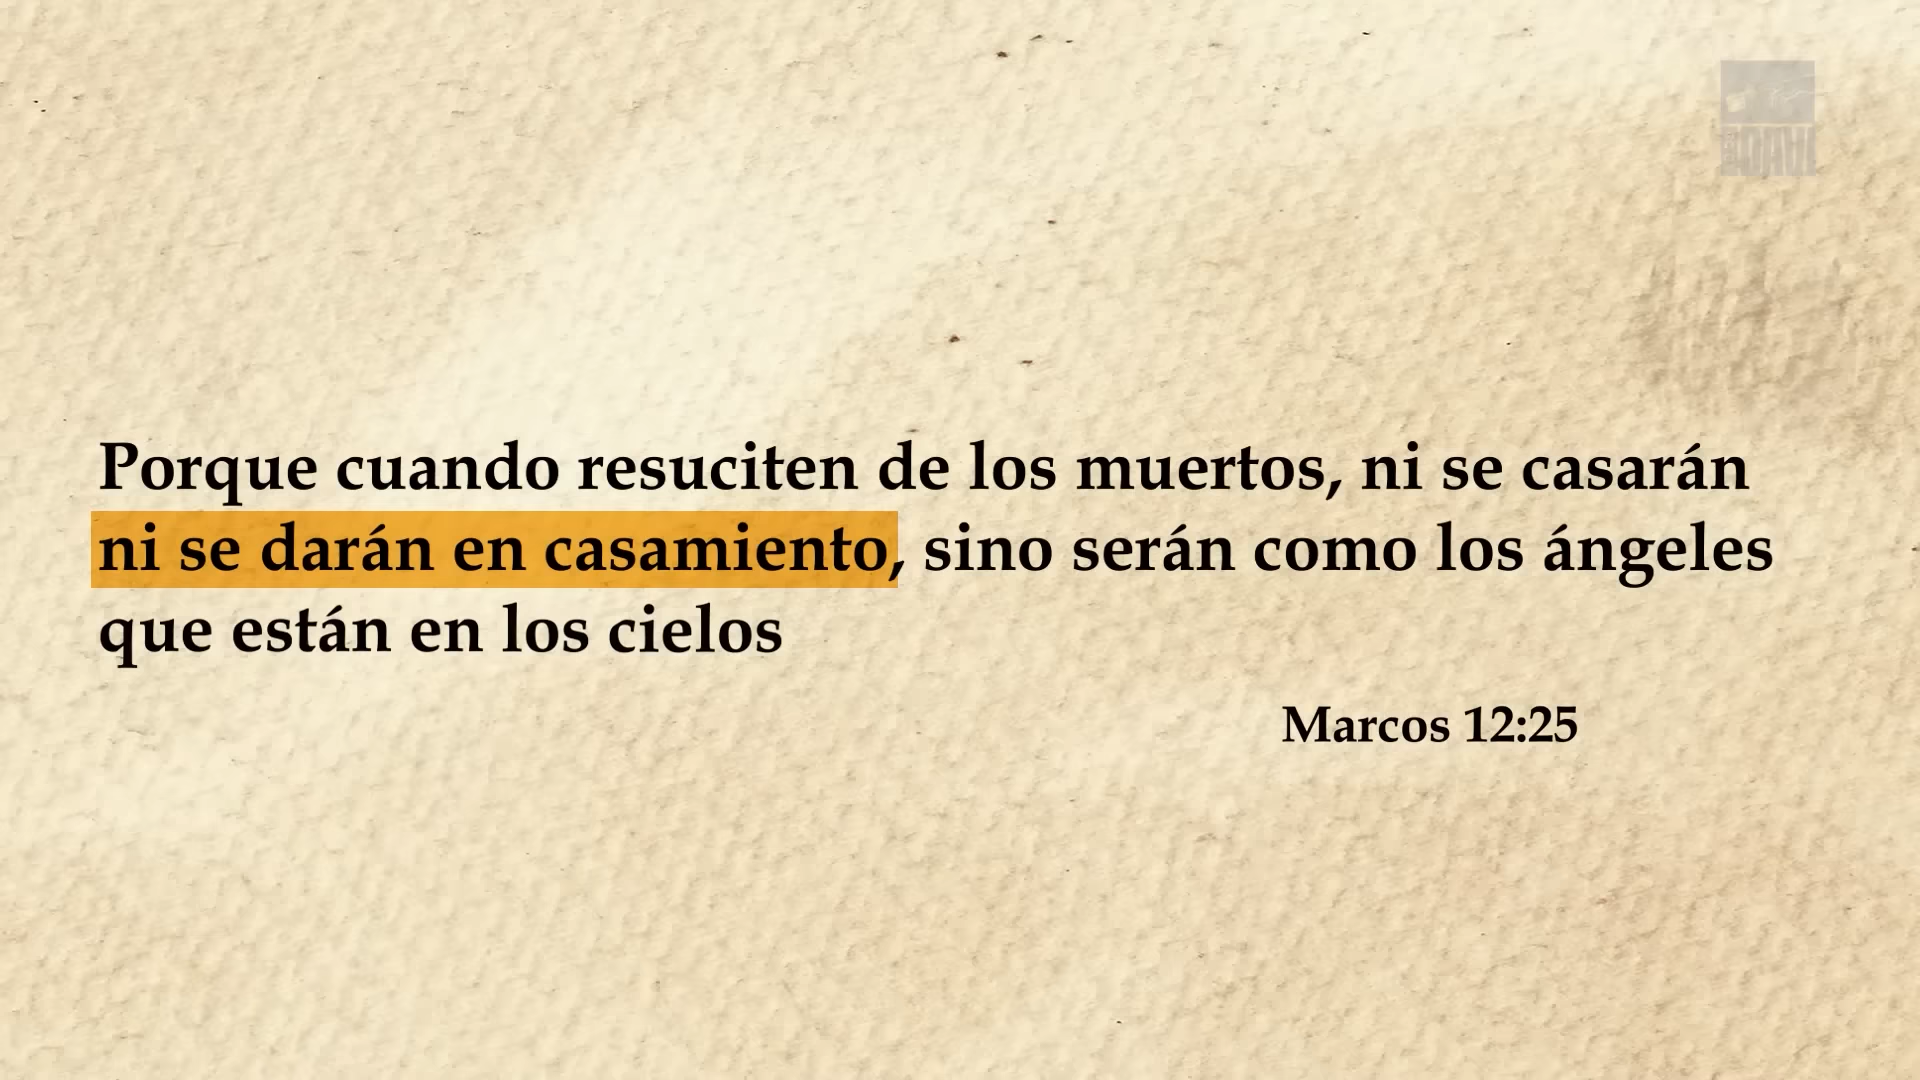 Porque cuando resuciten de los muertos, ni se casarán
ni se darán en casamiento, sino serán como los ángeles
que están en los cielos
Marcos 12:25